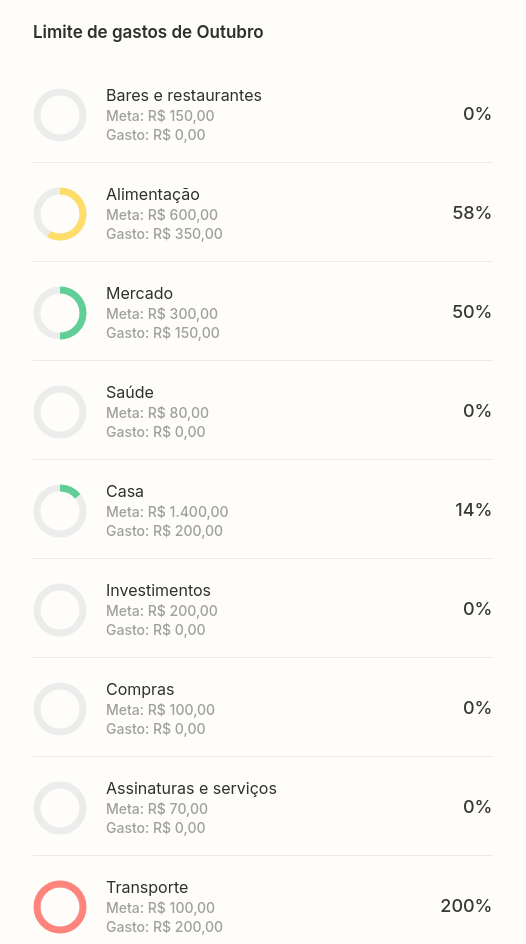 Limite de gastos de Outubro
Bares e restaurantes
Meta: R$ 150,00
Gasto: R$ 0,00
0%
Alimentação
Meta: R$ 600,00
Gasto: R$ 350,00
58%
Mercado
Meta: R$ 300,00
Gasto: R$ 150,00
50%
Saúde
Meta: R$ 80,00
Gasto: R$ 0,00
0%
Casa
Meta: R$ 1.400,00
Gasto: R$ 200,00
14%
Investimentos
Meta: R$ 200,00
Gasto: R$ 0,00
0%
Compras
Meta: R$ 100,00
Gasto: R$ 0,00
0%
Assinaturas e serviços
Meta: R$ 70,00
Gasto: R$ 0,00
0%
Transporte
Meta: R$ 100,00
Gasto: R$ 200,00
200%